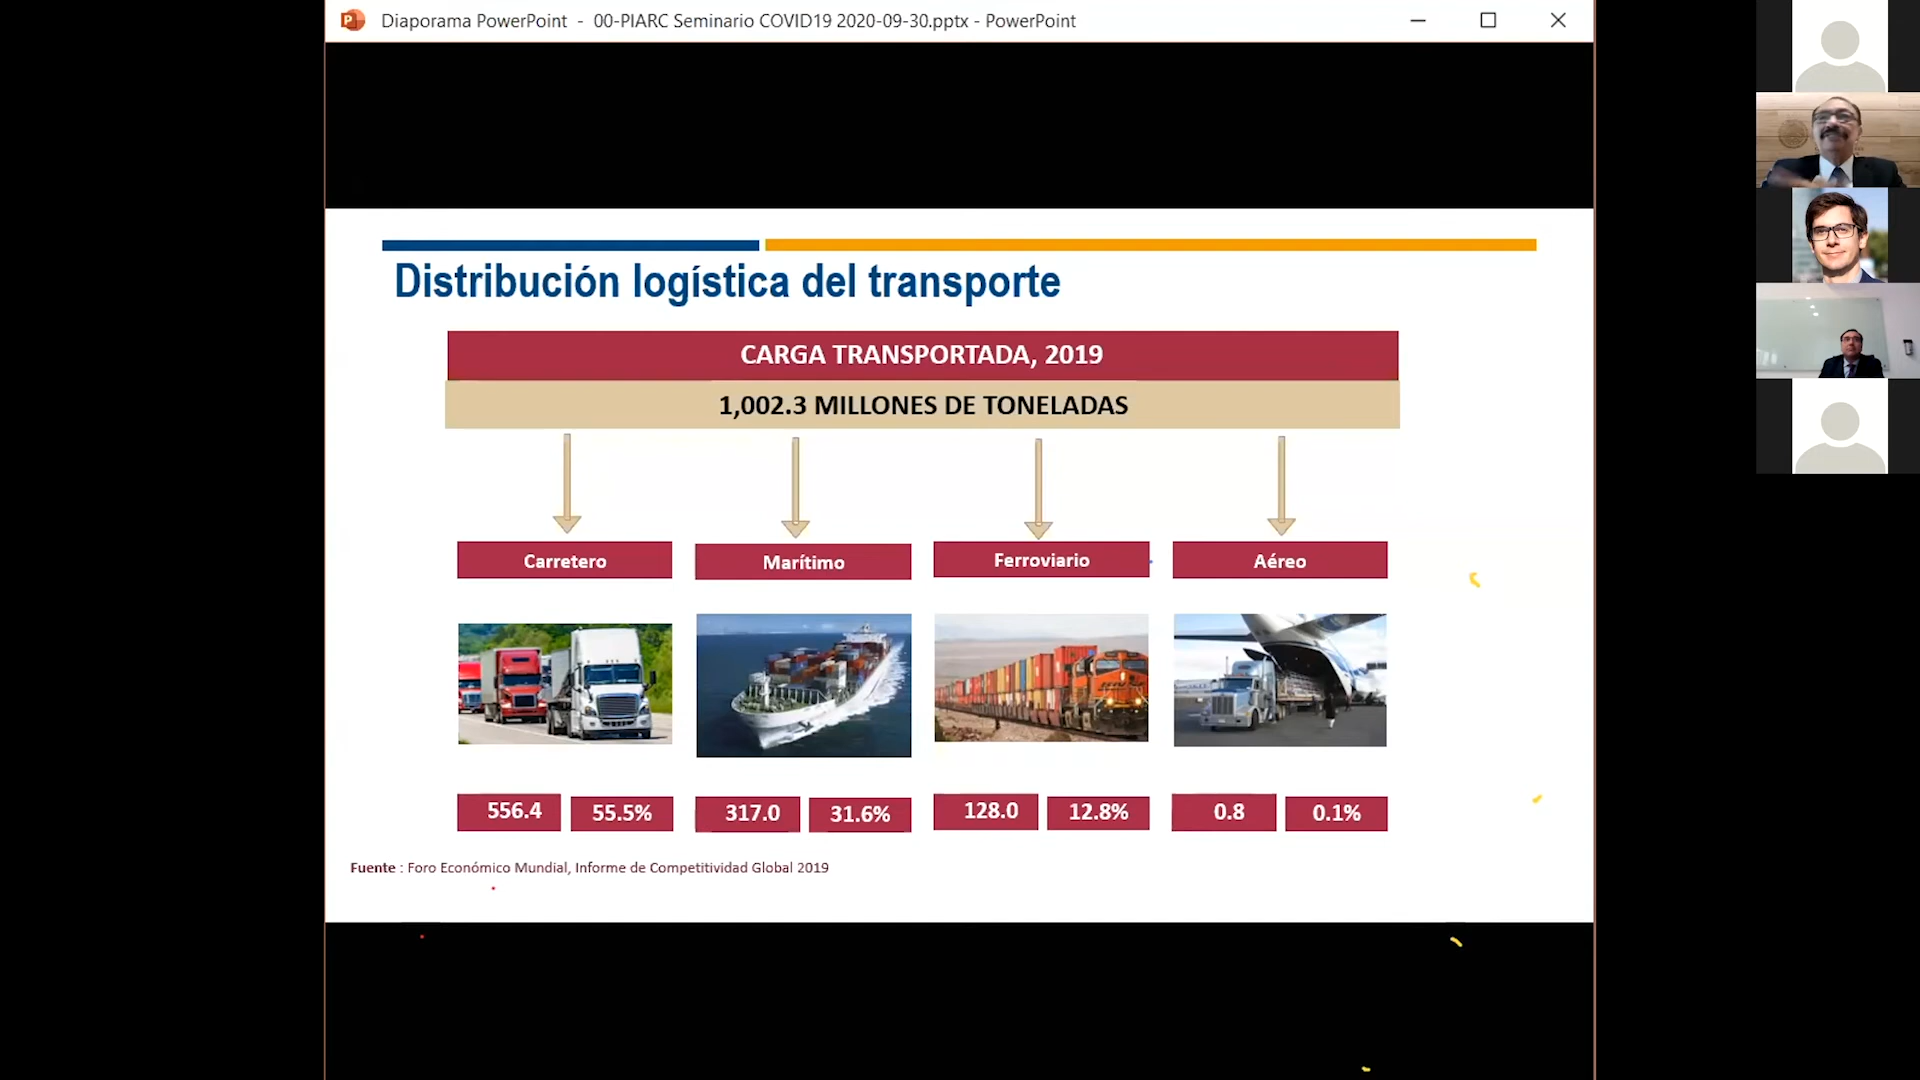 Diaporama PowerPoint - 00-PIARC Seminario COVID19 2020-09-30.pptx - PowerPoint
Distribución logística del transporte
CARGA TRANSPORTADA, 2019
1,002.3 MILLONES DE TONELADAS
Carretero
Marítimo
Ferroviario
Aéreo
556.4
55.5%
317.0
31.6%
128.0
12.8%
0.8
0.1%
Fuente : Foro Económico Mundial, Informe de Competitividad Global 2019